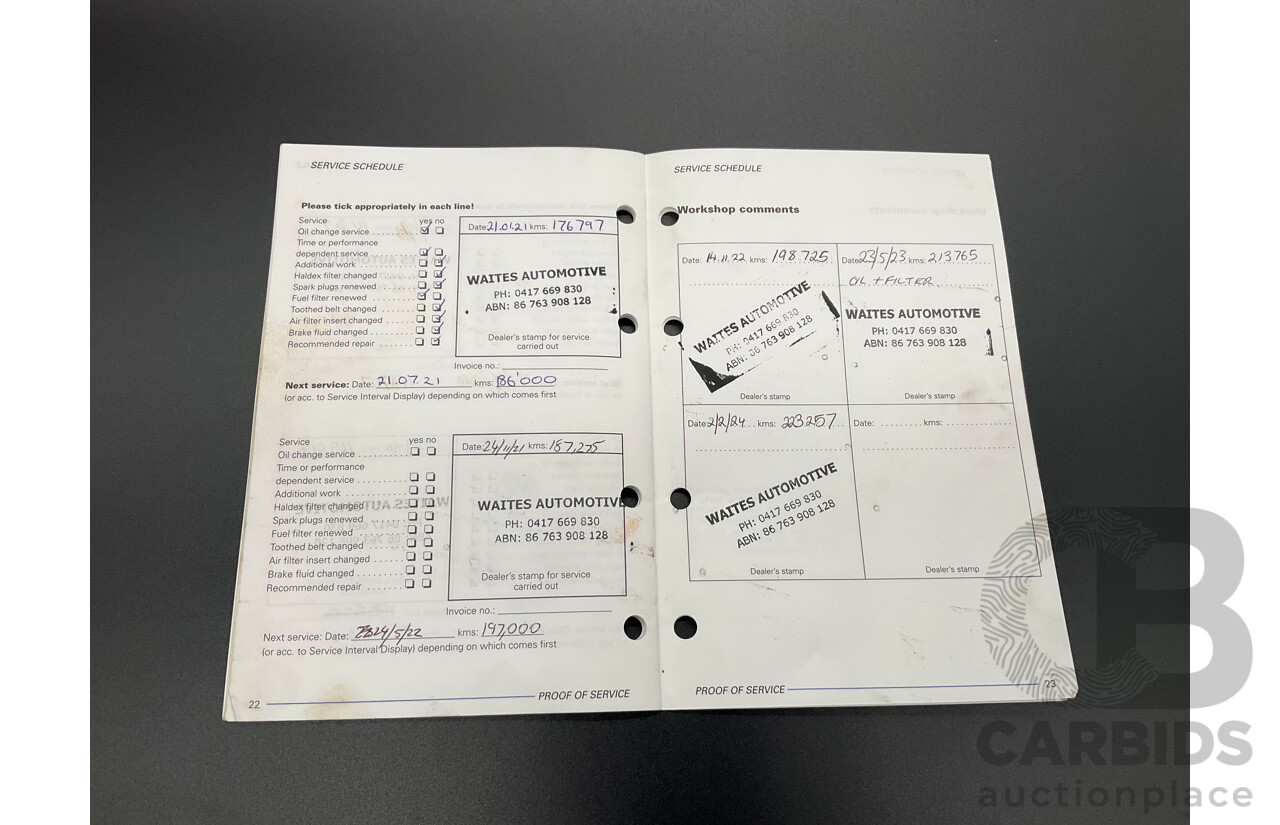 SERVICE SCHEDULE
Please tick appropriately in each line!
Service yes no
Oil change service
Time or performance
dependent service
Additional work
Haldex filter changed
Spark plugs renewed
Fuel filter renewed
Toothed belt changed
Air filter insert changed
Brake fluid changed
Recommended repair
Date: 21.01.21 kms: 176797
WAITES AUTOMOTIVE
PH: 0417 669 830
ABN: 86 763 908 128
Dealer's stamp for service
carried out
Invoice no.:
Next service: Date: 21.07.21 kms: 186'000
(or acc. to Service Interval Display) depending on which comes first
Service yes no
Oil change service
Time or performance
dependent service
Additional work
Haldex filter changed
Spark plugs renewed
Fuel filter renewed
Toothed belt changed
Air filter insert changed
Brake fluid changed
Recommended repair
Date: 24/11/21 kms: 187,275
WAITES AUTOMOTIVE
PH: 0417 669 830
ABN: 86 763 908 128
Dealer's stamp for service
carried out
Invoice no.:
Next service: Date: 24/5/22 kms: 197,000
(or acc. to Service Interval Display) depending on which comes first
22 PROOF OF SERVICE
SERVICE SCHEDULE
Workshop comments
Date: 14.11.22 kms: 198725
WAITES AUTOMOTIVE
PH: 0417 669 830
ABN: 86 763 908 128
Dealer's stamp
Date: 23/5/23 kms: 213765
OIL + FILTER
WAITES AUTOMOTIVE
PH: 0417 669 830
ABN: 86 763 908 128
Dealer's stamp
Date: 2/2/24 kms: 223257
WAITES AUTOMOTIVE
PH: 0417 669 830
ABN: 86 763 908 128
Dealer's stamp
Date: kms:
Dealer's stamp
PROOF OF SERVICE 23
CARBIDS
auctionplace